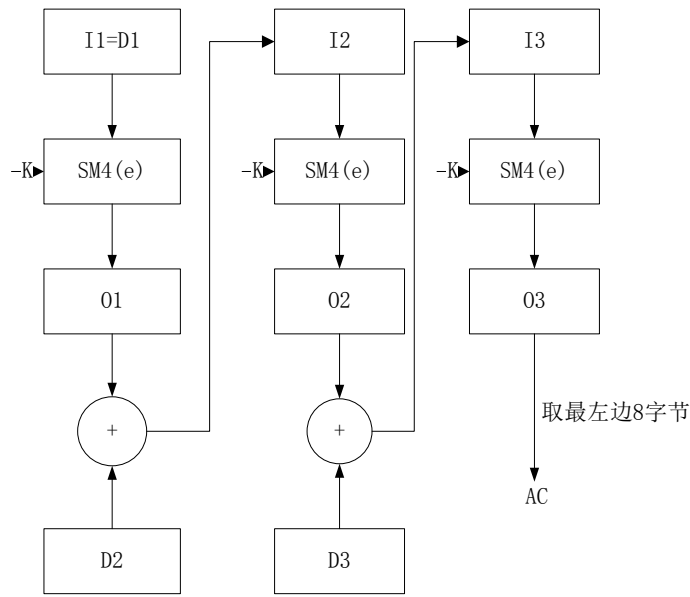 I1=D1
I2
I3
-K
SM4(e)
-K
SM4(e)
-K
SM4(e)
O1
O2
O3
+
+
取最左边8字节
AC
D2
D3